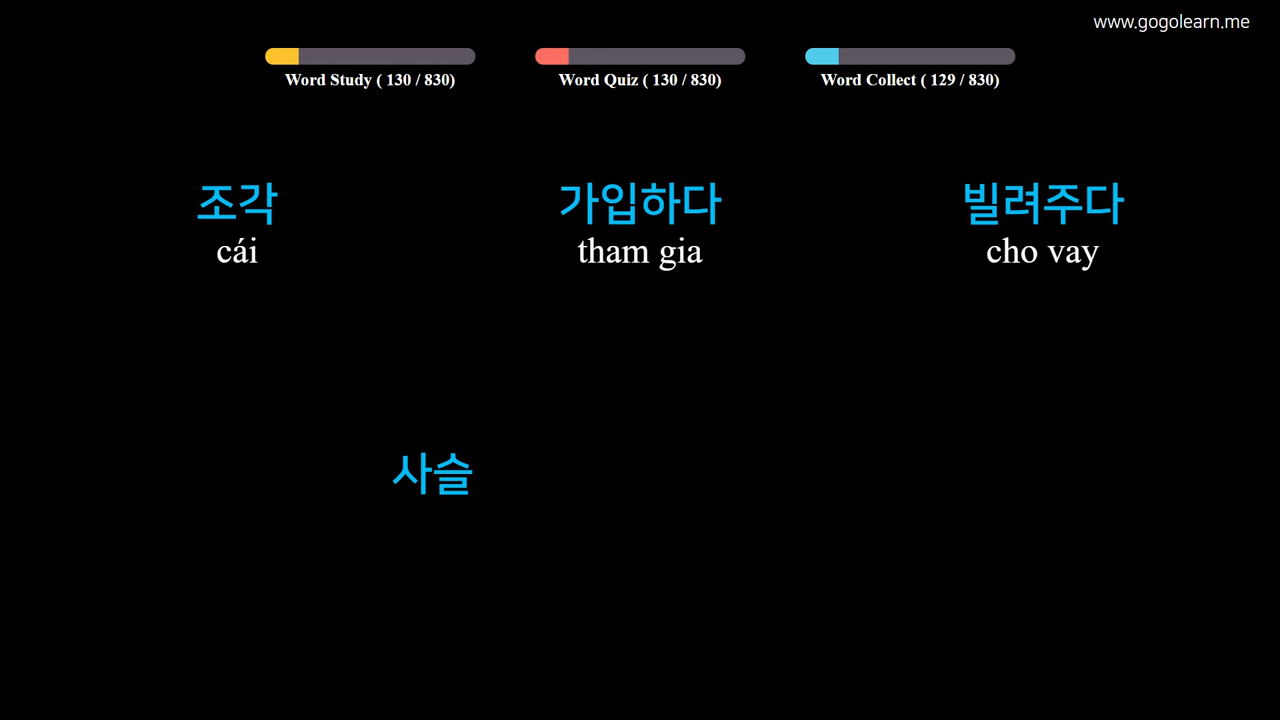 www.gogolearn.me
Word Study ( 130 / 830)
Word Quiz ( 130 / 830)
Word Collect ( 129 / 830)
조각
cái
가입하다
tham gia
빌려주다
cho vay
사슬